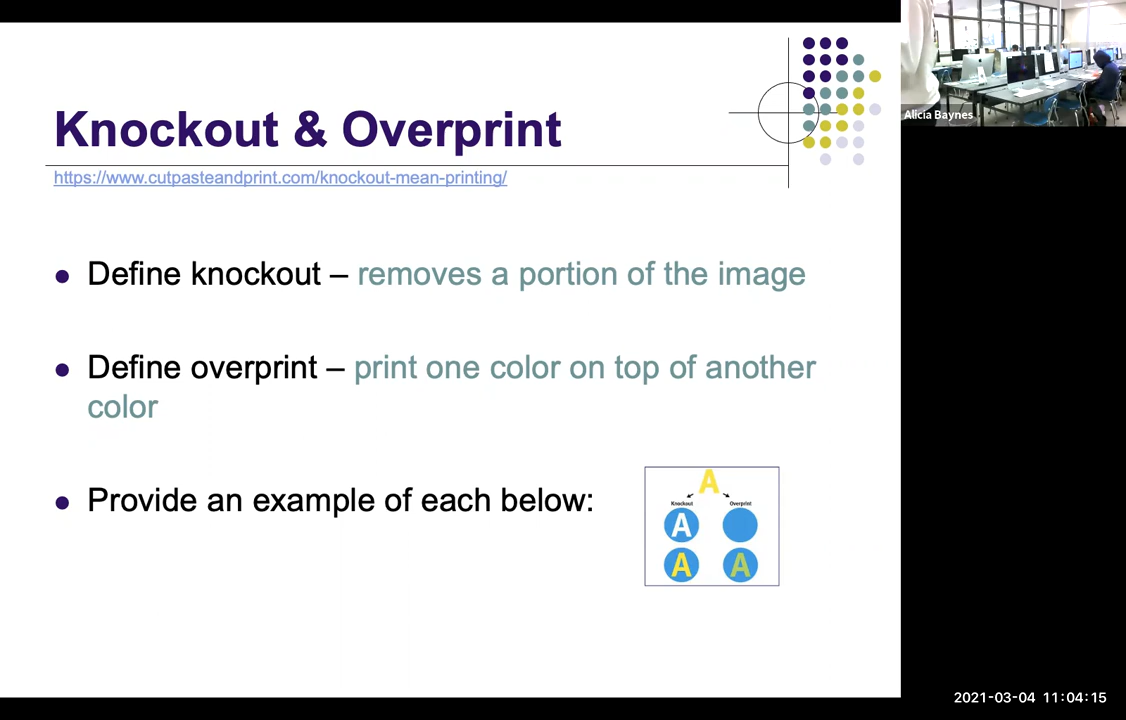 Knockout & Overprint
https://www.cutpasteandprint.com/knockout-mean-printing/
Define knockout – removes a portion of the image
Define overprint – print one color on top of another
color
Provide an example of each below:
A
Knockout Overprint
A
A A
Alicia Baynes
2021-03-04 11:04:15